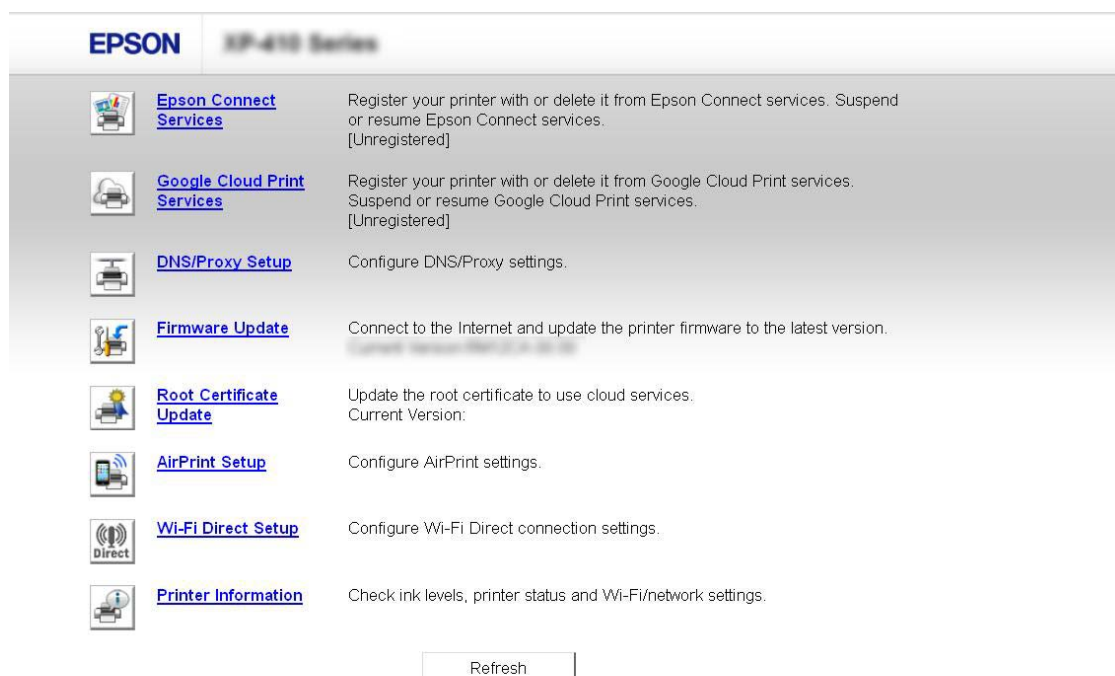 EPSON
XP-410 Series
Epson Connect
Services
Register your printer with or delete it from Epson Connect services. Suspend
or resume Epson Connect services.
[Unregistered]
Google Cloud Print
Services
Register your printer with or delete it from Google Cloud Print services.
Suspend or resume Google Cloud Print services.
[Unregistered]
DNS/Proxy Setup
Configure DNS/Proxy settings.
Firmware Update
Connect to the Internet and update the printer firmware to the latest version.
Current Version
Root Certificate
Update
Update the root certificate to use cloud services.
Current Version:
AirPrint Setup
Configure AirPrint settings.
Direct
Wi-Fi Direct Setup
Configure Wi-Fi Direct connection settings.
Printer Information
Check ink levels, printer status and Wi-Fi/network settings.
Refresh